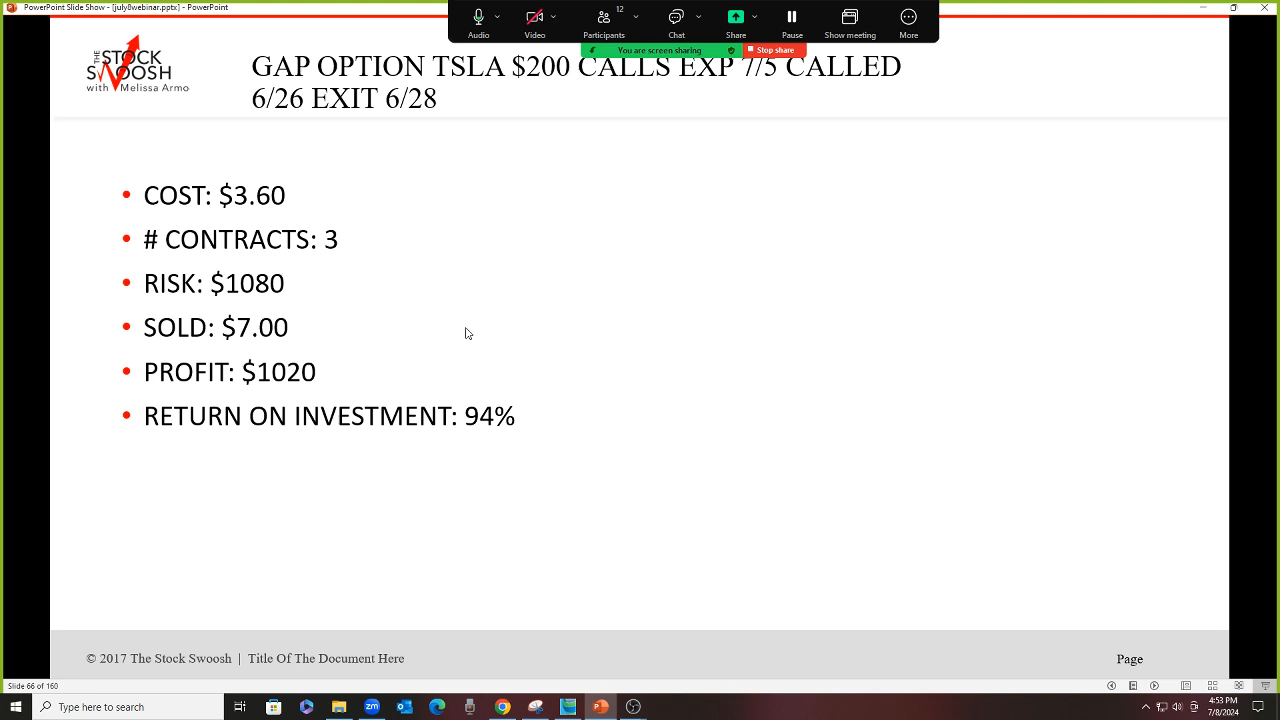 PowerPoint Slide Show - [july8webinar.pptx] - PowerPoint
Audio
Video
12
Participants
Chat
Share
Pause
Show meeting
More
You are screen sharing
Stop share
THE STOCK
SWOOSH
with Melissa Armo
GAP OPTION TSLA $200 CALLS EXP 7/5 CALLED
6/26 EXIT 6/28
• COST: $3.60
• # CONTRACTS: 3
• RISK: $1080
• SOLD: $7.00
• PROFIT: $1020
• RETURN ON INVESTMENT: 94%
© 2017 The Stock Swoosh | Title Of The Document Here
Page
Slide 66 of 160
Type here to search
zm
4:53 PM
7/8/2024